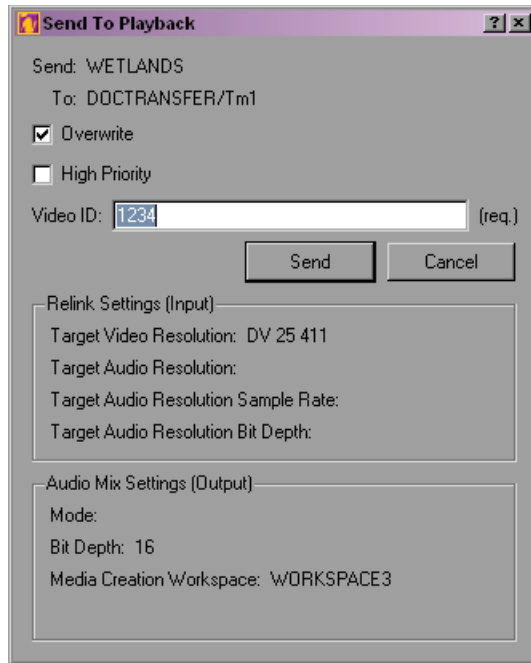 Send To Playback
Send: WETLANDS
To: DOCTRANSFER/Tm1
Overwrite
High Priority
Video ID: 1234 (req.)
Send Cancel
Relink Settings (Input)
Target Video Resolution: DV 25 411
Target Audio Resolution:
Target Audio Resolution Sample Rate:
Target Audio Resolution Bit Depth:
Audio Mix Settings (Output)
Mode:
Bit Depth: 16
Media Creation Workspace: WORKSPACE3